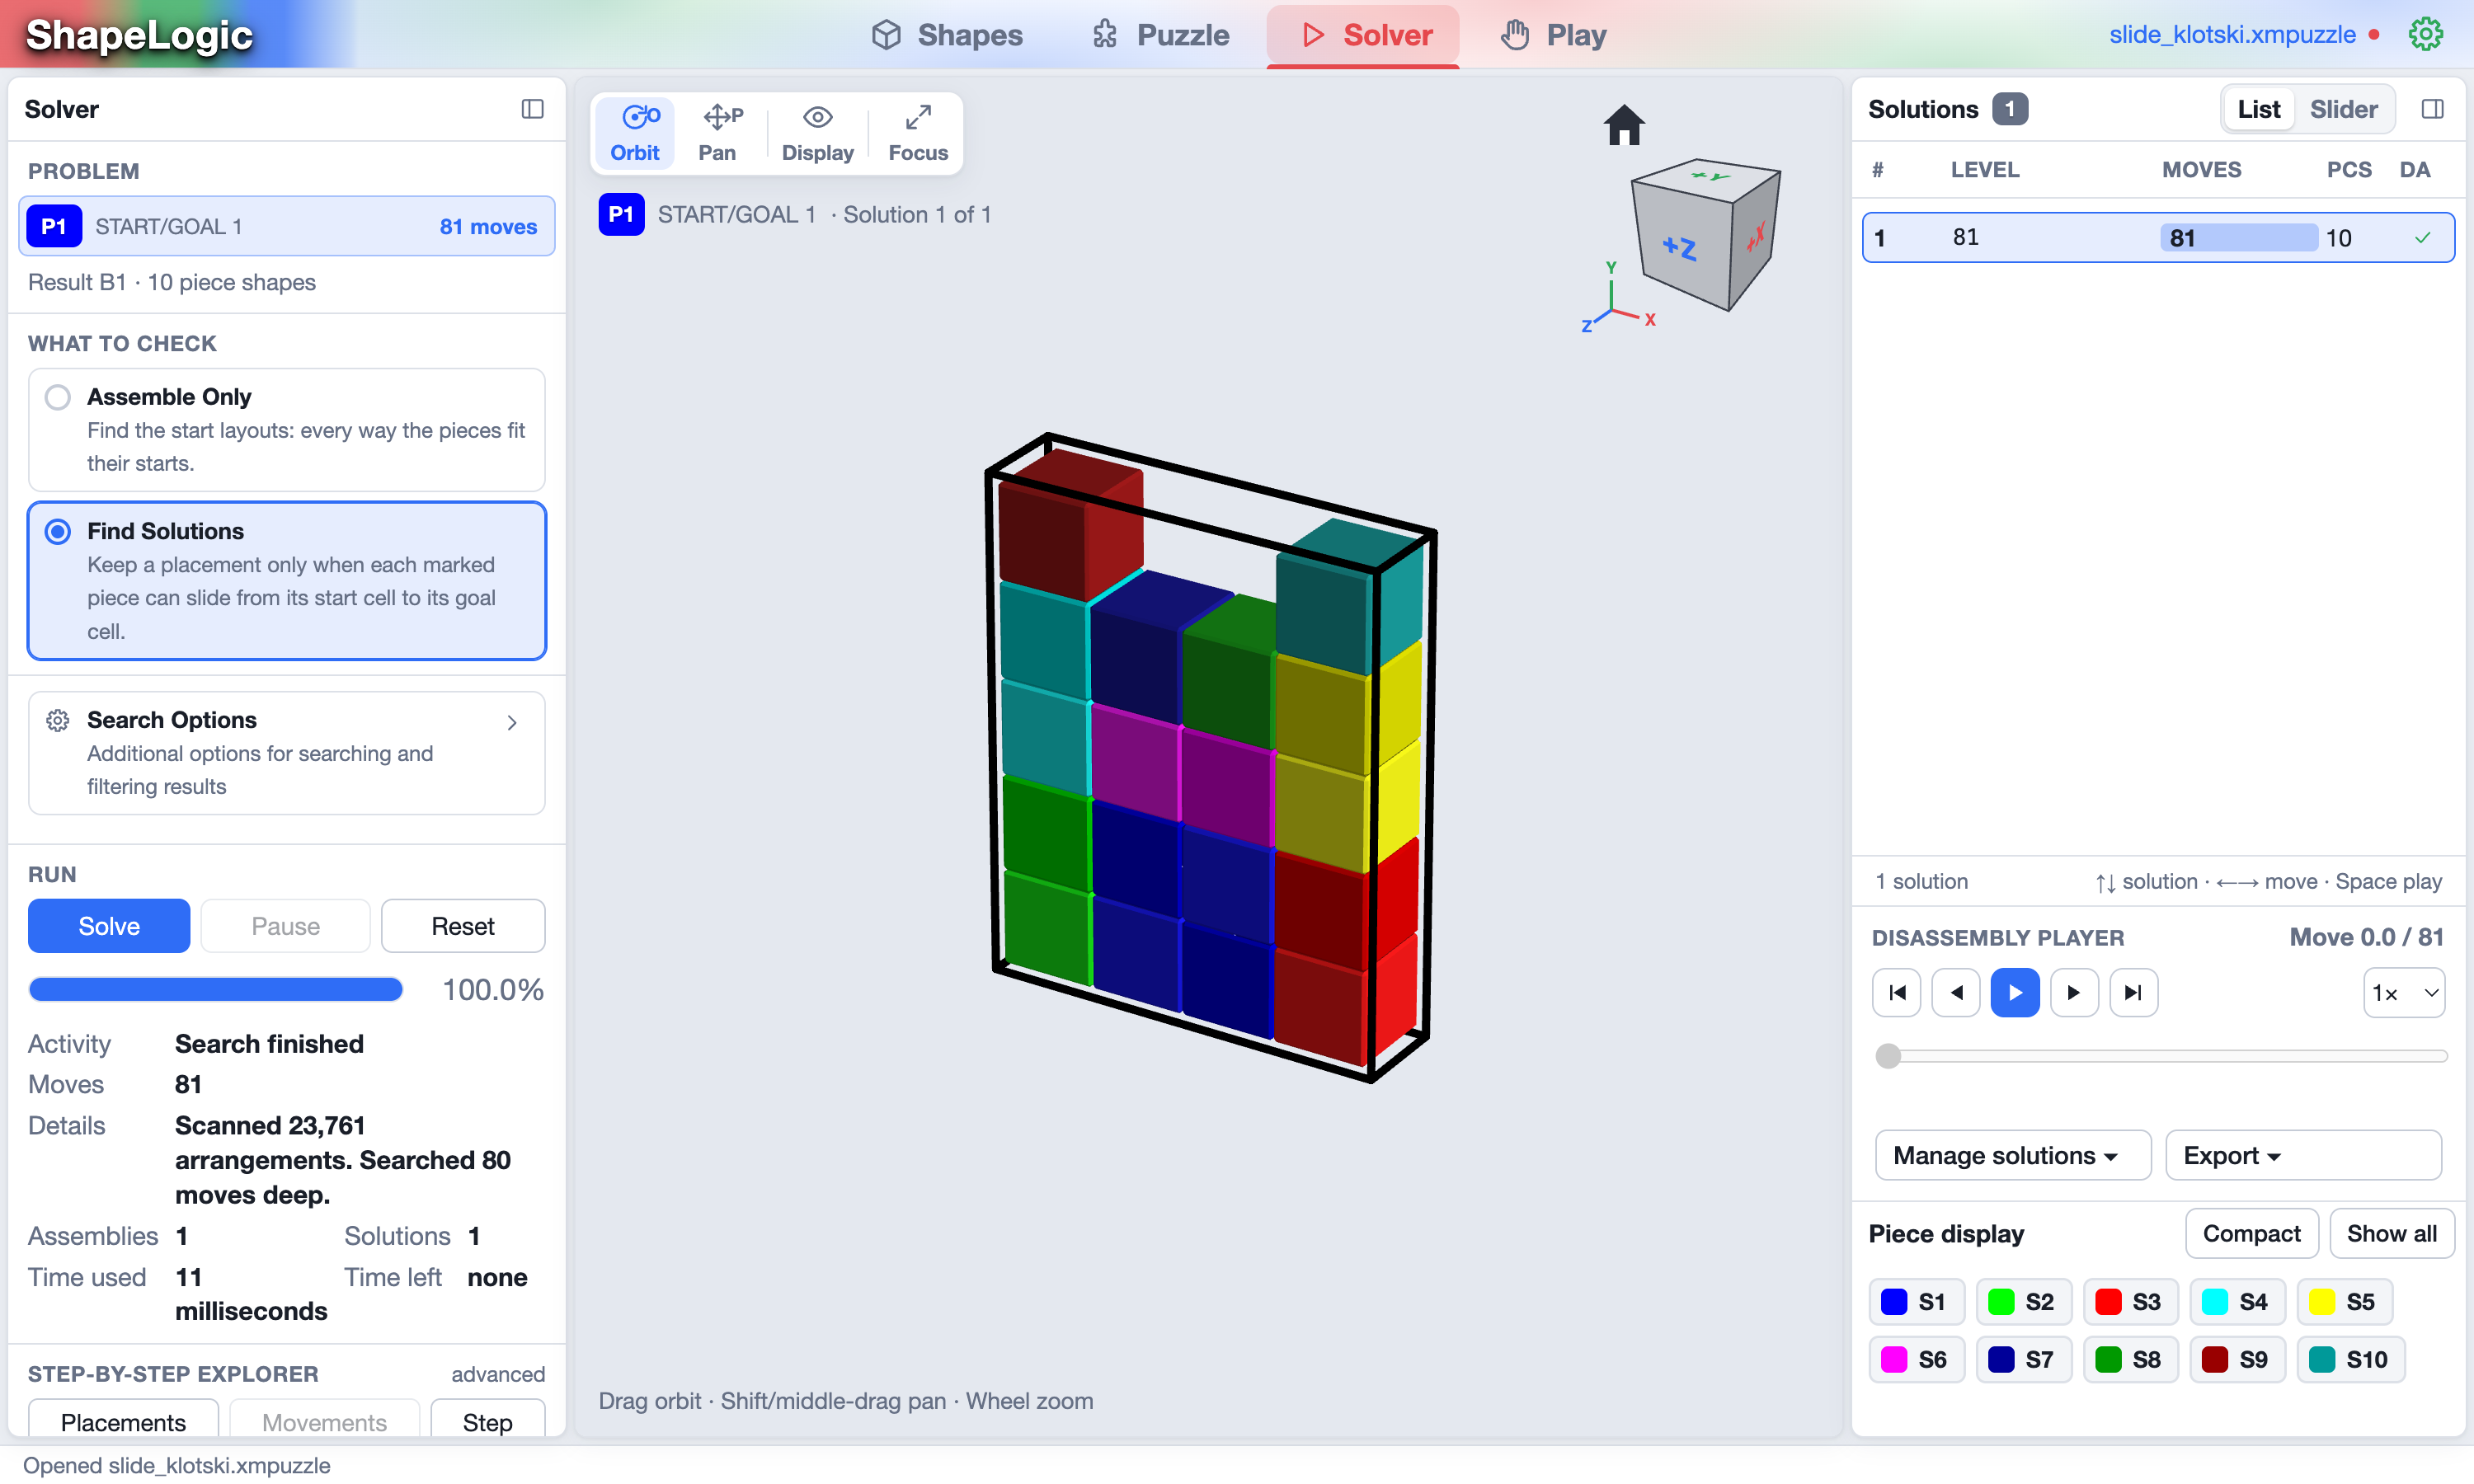 ShapeLogic
Shapes
Puzzle
Solver
Play
slide_klotski.xmpuzzle
Solver
PROBLEM
P1 START/GOAL 1 81 moves
Result B1 · 10 piece shapes
WHAT TO CHECK
Assemble Only
Find the start layouts: every way the pieces fit
their starts.
Find Solutions
Keep a placement only when each marked
piece can slide from its start cell to its goal
cell.
Search Options
Additional options for searching and
filtering results
RUN
Solve Pause Reset
100.0%
Activity Search finished
Moves 81
Details Scanned 23,761
arrangements. Searched 80
moves deep.
Assemblies 1 Solutions 1
Time used 11 Time left none
milliseconds
STEP-BY-STEP EXPLORER advanced
Placements Movements Step
Opened slide_klotski.xmpuzzle
O P
Orbit Pan Display Focus
P1 START/GOAL 1 · Solution 1 of 1
+Y
+Z
+X
Y
Z
X
Drag orbit · Shift/middle-drag pan · Wheel zoom
Solutions 1 List Slider
# LEVEL MOVES PCS DA
1 81 81 10 ✓
1 solution ↑↓ solution · ←→ move · Space play
DISASSEMBLY PLAYER Move 0.0 / 81
1×
Manage solutions Export
Piece display Compact Show all
S1 S2 S3 S4 S5
S6 S7 S8 S9 S10